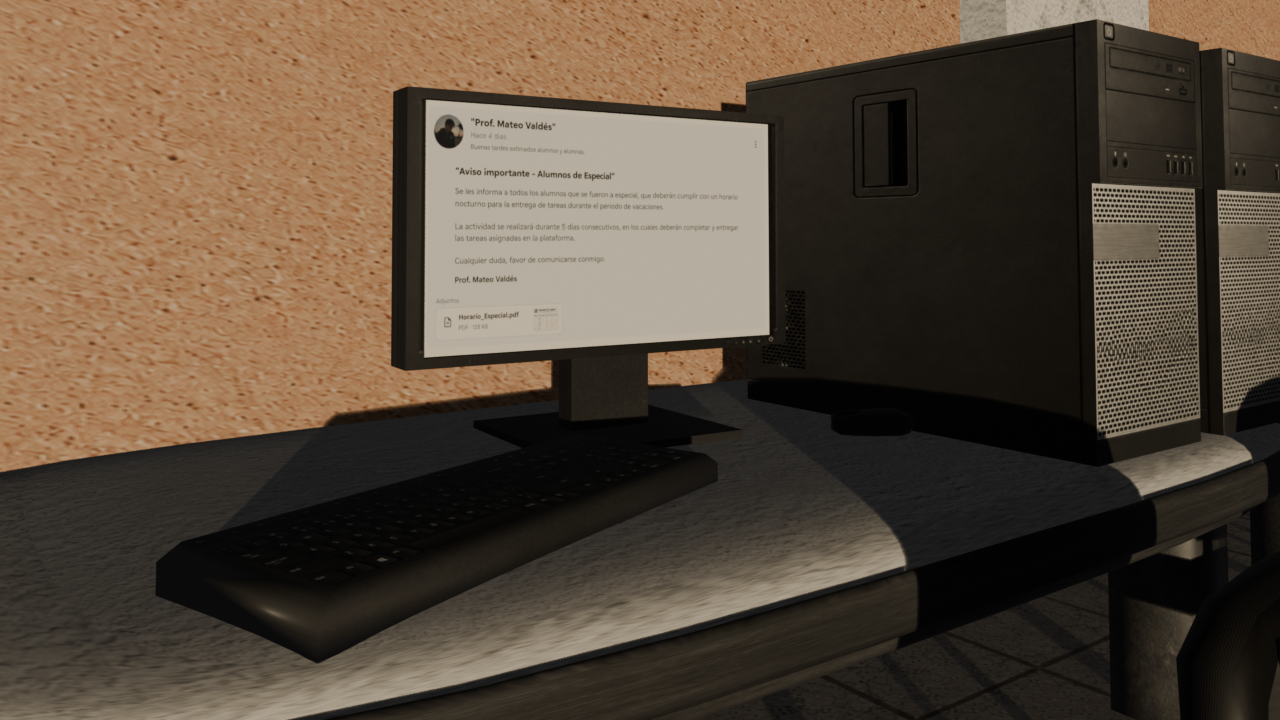 "Prof. Mateo Valdés"
Hace 4 días
Buenas tardes estimados alumnos y alumnas.
"Aviso importante - Alumnos de Especial"
Se les informa a todos los alumnos que se fueron a especial, que deberán cumplir con un horario
nocturno para la entrega de tareas durante el periodo de vacaciones.
La actividad se realizará durante 5 días consecutivos, en los cuales deberán completar y entregar
las tareas asignadas en la plataforma.
Cualquier duda, favor de comunicarse conmigo.
Prof. Mateo Valdés
Adjuntos
Horario_Especial.pdf
PDF